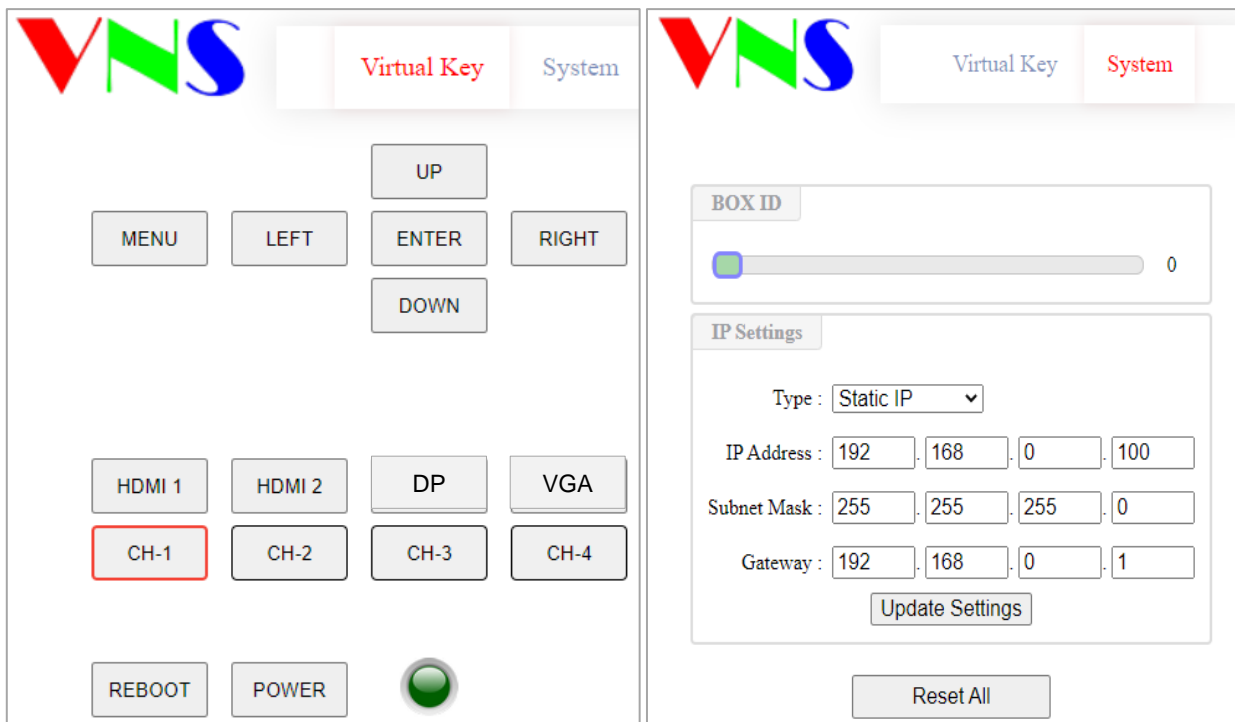 VNS
Virtual Key System
UP
MENU LEFT ENTER RIGHT
DOWN
HDMI 1 HDMI 2 DP VGA
CH-1 CH-2 CH-3 CH-4
REBOOT POWER
VNS
Virtual Key System
BOX ID
0
IP Settings
Type : Static IP
IP Address : 192 . 168 . 0 . 100
Subnet Mask : 255 . 255 . 255 . 0
Gateway : 192 . 168 . 0 . 1
Update Settings
Reset All